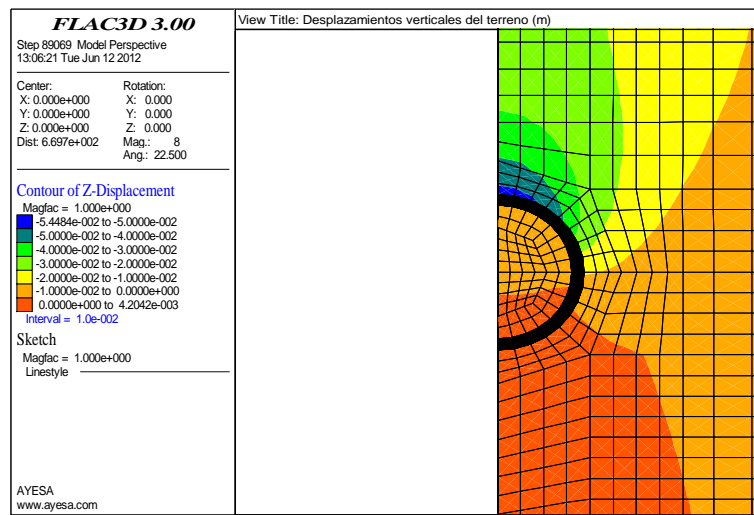 FLAC3D 3.00
Step 89069 Model Perspective
13:06:21 Tue Jun 12 2012
Center: Rotation:
X: 0.000e+000 X: 0.000
Y: 0.000e+000 Y: 0.000
Z: 0.000e+000 Z: 0.000
Dist: 6.697e+002 Mag.: 8
Ang.: 22.500
Contour of Z-Displacement
Magfac = 1.000e+000
-5.4484e-002 to -5.0000e-002
-5.0000e-002 to -4.0000e-002
-4.0000e-002 to -3.0000e-002
-3.0000e-002 to -2.0000e-002
-2.0000e-002 to -1.0000e-002
-1.0000e-002 to 0.0000e+000
0.0000e+000 to 4.2042e-003
Interval = 1.0e-002
Sketch
Magfac = 1.000e+000
Linestyle
AYESA
www.ayesa.com
View Title: Desplazamientos verticales del terreno (m)